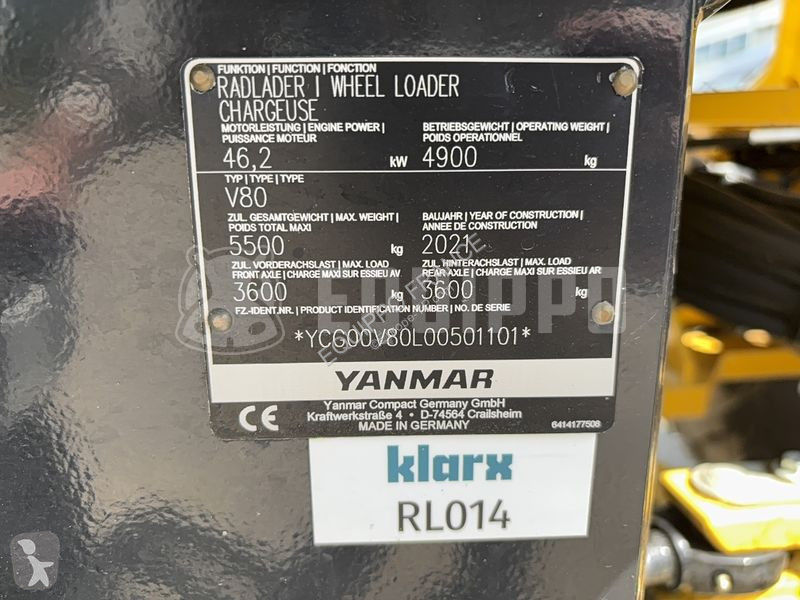 FUNKTION | FUNCTION | FONCTION
RADLADER | WHEEL LOADER
CHARGEUSE
MOTORLEISTUNG | ENGINE POWER |
PUISSANCE MOTEUR
46,2 kW
BETRIEBSGEWICHT | OPERATING WEIGHT |
POIDS OPERATIONNEL
4900 kg
TYP | TYPE | TYPE
V80
ZUL. GESAMTGEWICHT | MAX. WEIGHT |
POIDS TOTAL MAXI
5500 kg
BAUJAHR | YEAR OF CONSTRUCTION |
ANNEE DE CONSTRUCTION
2021
ZUL. VORDERACHSLAST | MAX. LOAD
FRONT AXLE | CHARGE MAXI SUR ESSIEU AV
3600 kg
ZUL. HINTERACHSLAST | MAX. LOAD
REAR AXLE | CHARGE MAXI SUR ESSIEU AR
3600 kg
FZ-IDENT.NR. | PRODUCT IDENTIFICATION NUMBER | NO. DE SERIE
*YCG00V80L00501101*
YANMAR
CE
Yanmar Compact Germany GmbH
Kraftwerkstraße 4 • D-74564 Crailsheim
MADE IN GERMANY
6414177508
klarx
RL014